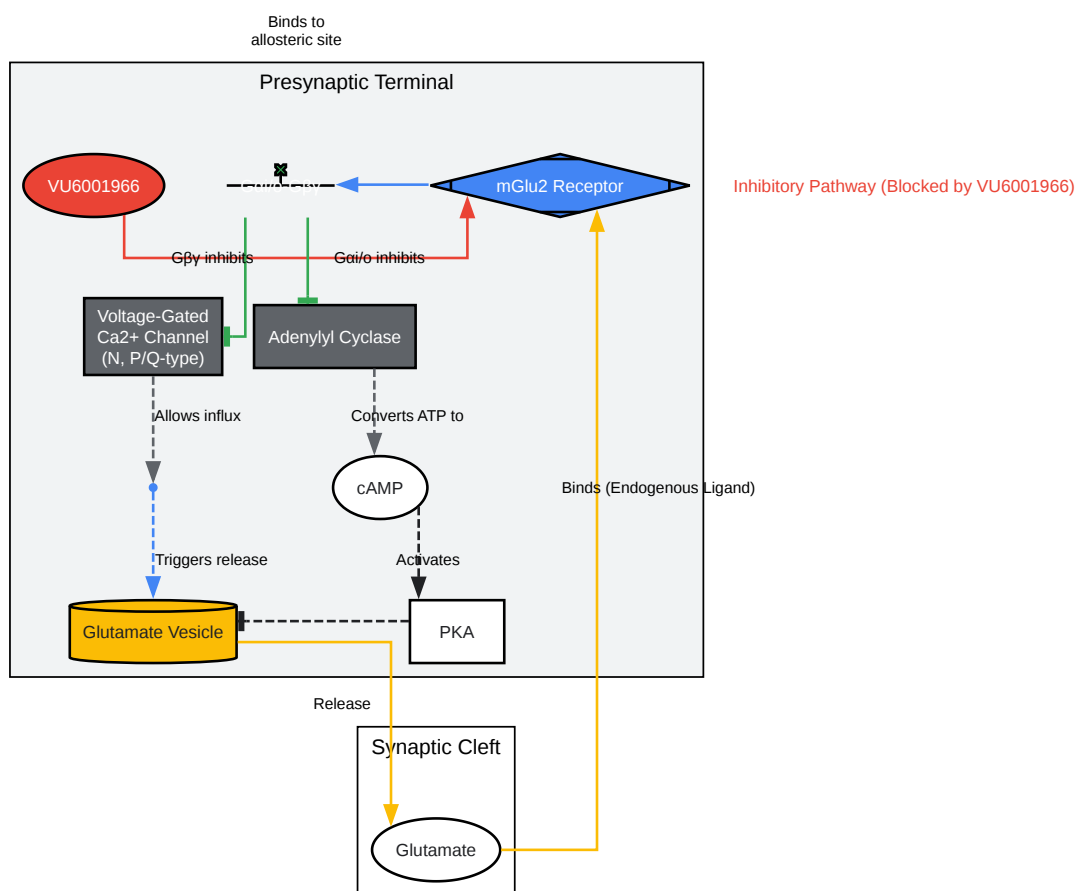 Binds to
allosteric site
Presynaptic Terminal
VU6001966
mGlu2 Receptor
Inhibitory Pathway (Blocked by VU6001966)
Gβγ inhibits
Gαi/o inhibits
Voltage-Gated
Ca2+ Channel
(N, P/Q-type)
Adenylyl Cyclase
Allows influx
Converts ATP to
cAMP
Binds (Endogenous Ligand)
Triggers release
Activates
Glutamate Vesicle
PKA
Release
Synaptic Cleft
Glutamate